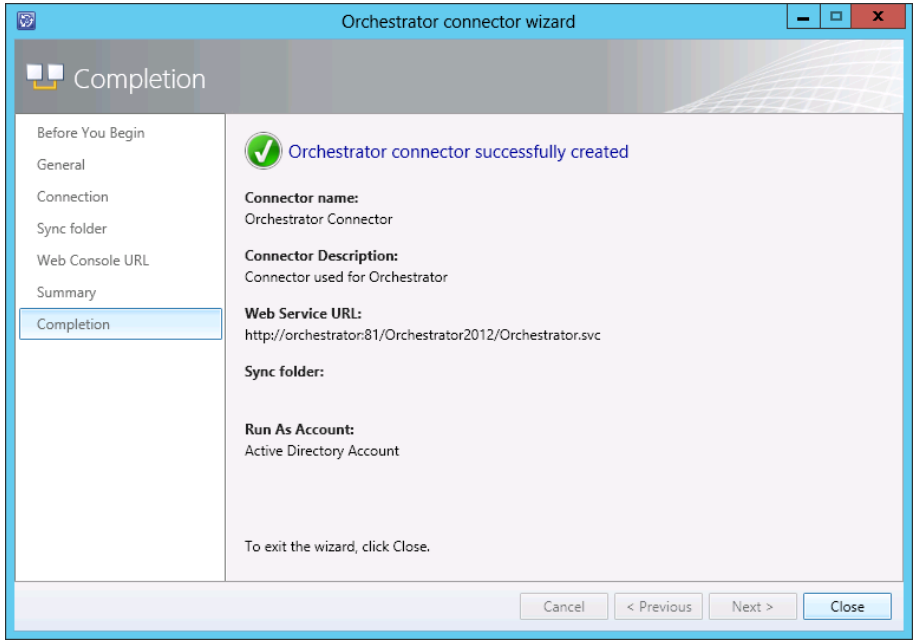 Orchestrator connector wizard
Completion
Before You Begin
General
Connection
Sync folder
Web Console URL
Summary
Completion
Orchestrator connector successfully created
Connector name:
Orchestrator Connector
Connector Description:
Connector used for Orchestrator
Web Service URL:
http://orchestrator:81/Orchestrator2012/Orchestrator.svc
Sync folder:
Run As Account:
Active Directory Account
To exit the wizard, click Close.
Cancel
< Previous
Next >
Close